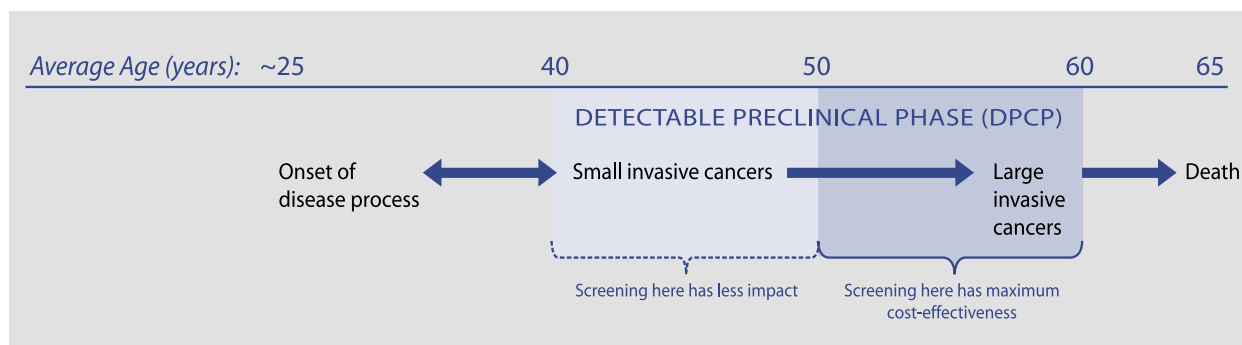 Average Age (years): ~25 40 50 60 65
DETECTABLE PRECLINICAL PHASE (DPCP)
Onset of
disease process
Small invasive cancers
Large
invasive
cancers
Death
Screening here has less impact
Screening here has maximum
cost-effectiveness